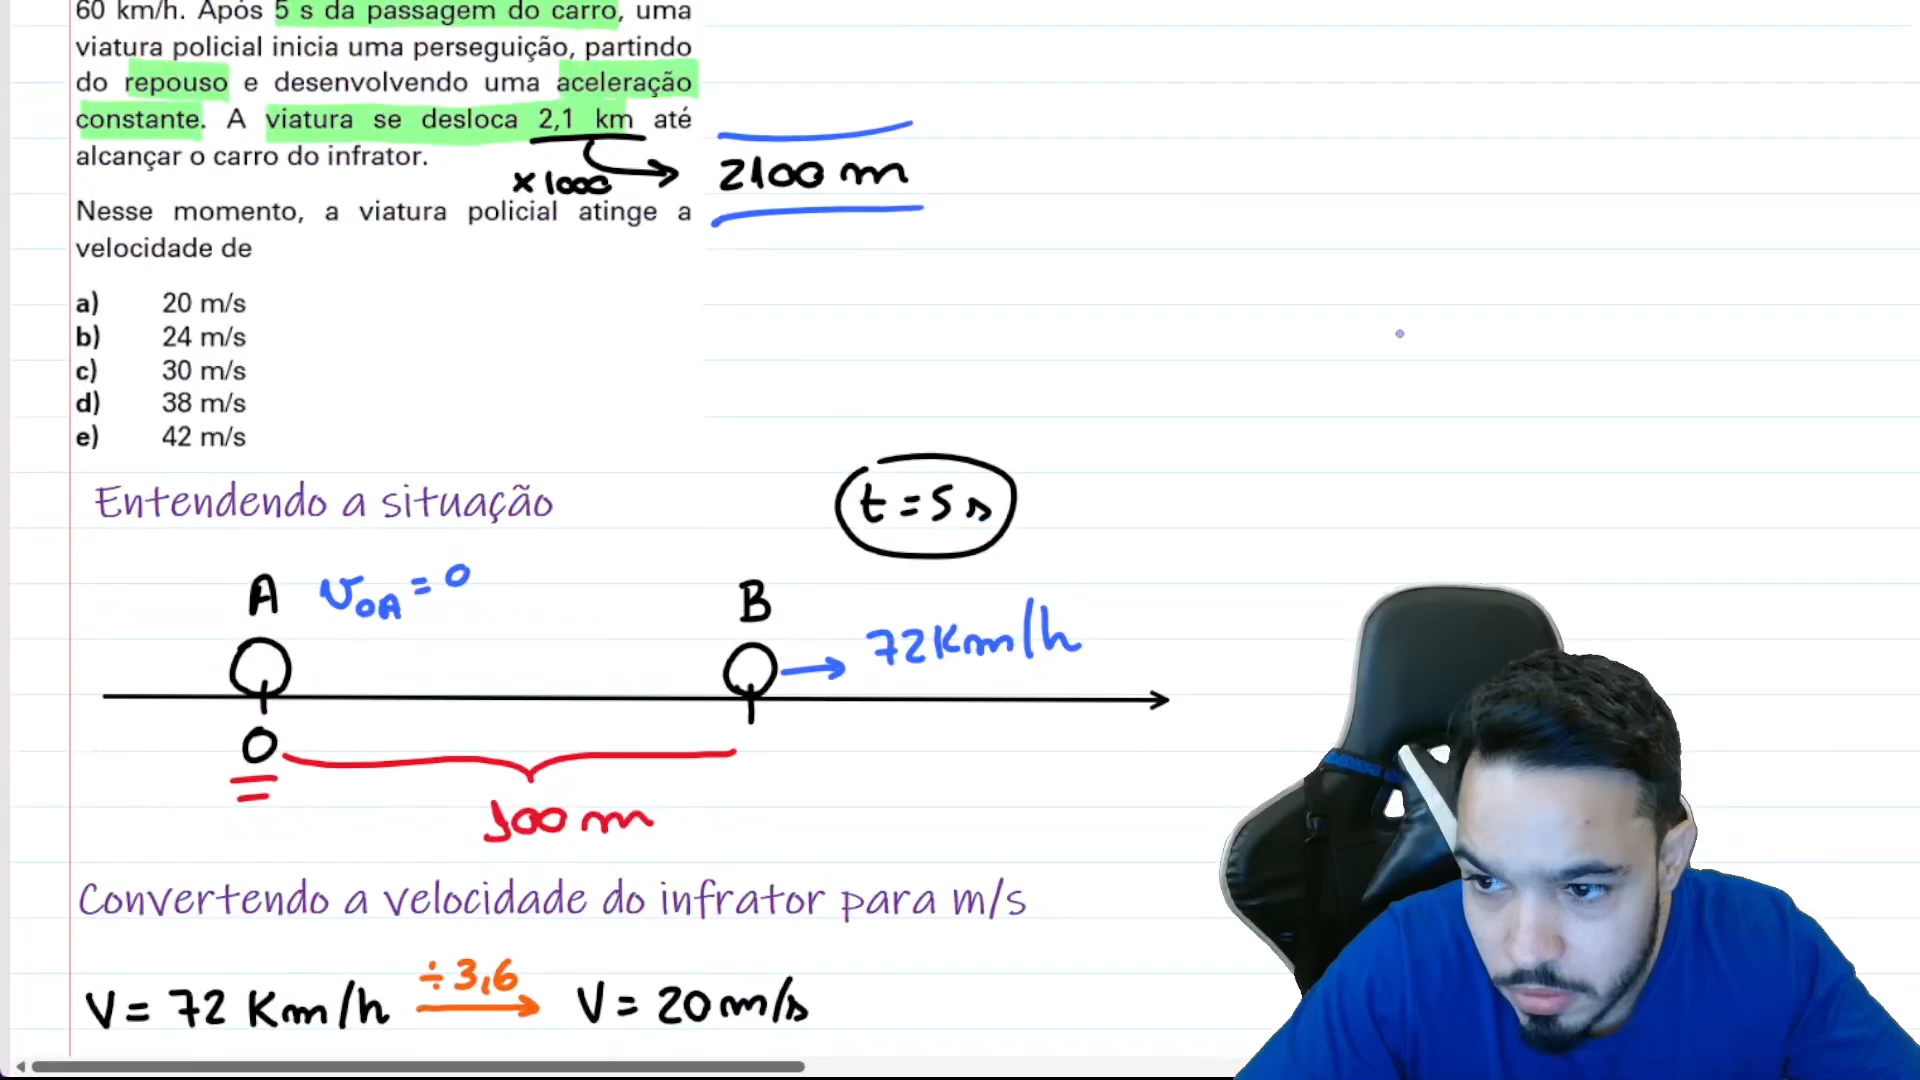 60 km/h. Após 5 s da passagem do carro, uma
viatura policial inicia uma perseguição, partindo
do repouso e desenvolvendo uma aceleração
constante. A viatura se desloca 2,1 km até
alcançar o carro do infrator.
x 1000
2100 m
Nesse momento, a viatura policial atinge a
velocidade de
a) 20 m/s
b) 24 m/s
c) 30 m/s
d) 38 m/s
e) 42 m/s
Entendendo a situação
t = 5 s
A VOA = 0
B
72 Km/h
0
100 m
Convertendo a velocidade do infrator para m/s
÷ 3,6
V = 72 Km/h V = 20 m/s